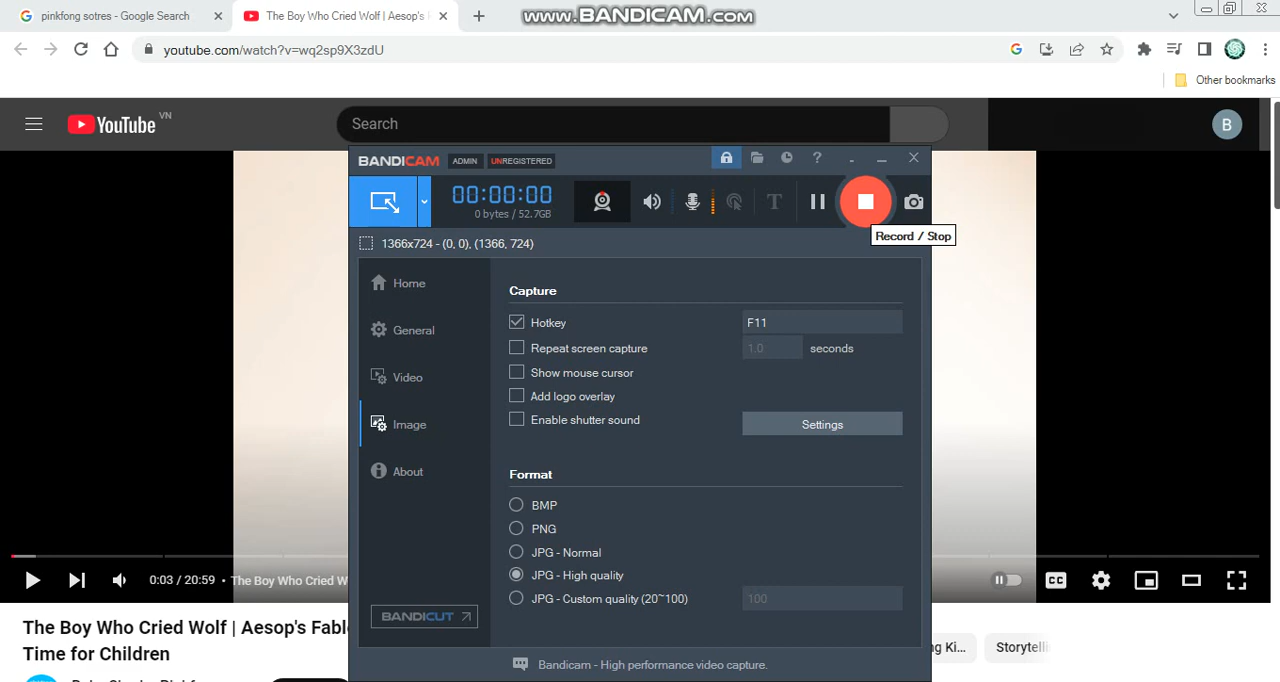 pinkfong sotres - Google Search
The Boy Who Cried Wolf | Aesop's
www.BANDICAM.com
youtube.com/watch?v=wq2sp9X3zdU
Other bookmarks
YouTube VN
Search
B
BANDICAM ADMIN UNREGISTERED
00:00:00
0 bytes / 52.7GB
Record / Stop
1366x724 - (0, 0), (1366, 724)
Home
General
Video
Image
About
BANDICUT
Capture
Hotkey F11
Repeat screen capture 1.0 seconds
Show mouse cursor
Add logo overlay
Enable shutter sound Settings
Format
BMP
PNG
JPG - Normal
JPG - High quality
JPG - Custom quality (20~100) 100
Bandicam - High performance video capture.
0:03 / 20:59 • The Boy Who Cried W
CC
The Boy Who Cried Wolf | Aesop's Fabl
Time for Children
ng Ki...
Storytelli